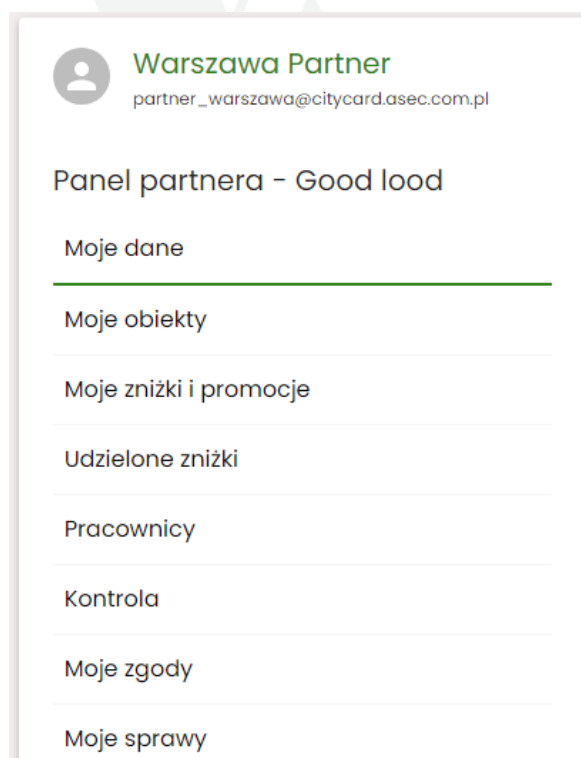 Warszawa Partner
partner_warszawa@citycard.asec.com.pl
Panel partnera - Good lood
Moje dane
Moje obiekty
Moje zniżki i promocje
Udzielone zniżki
Pracownicy
Kontrola
Moje zgody
Moje sprawy